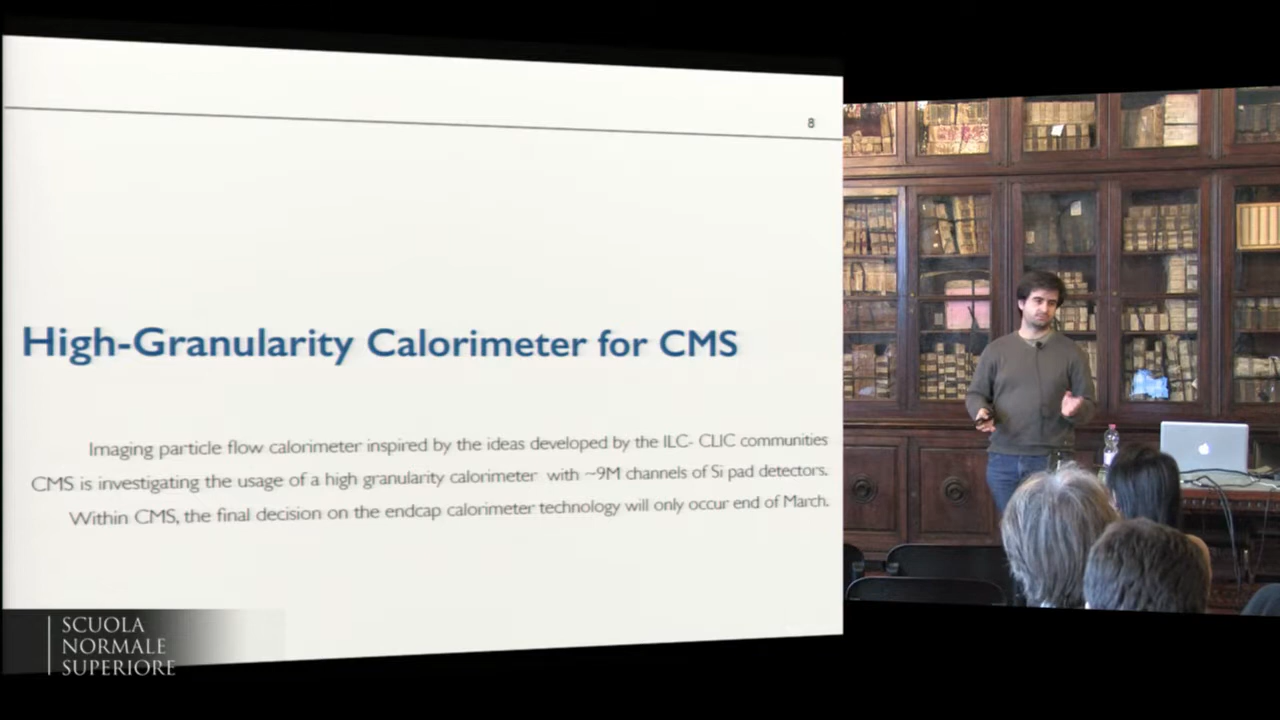 8
High-Granularity Calorimeter for CMS
Imaging particle flow calorimeter inspired by the ideas developed by the ILC- CLIC communities
CMS is investigating the usage of a high granularity calorimeter with ~9M channels of Si pad detectors.
Within CMS, the final decision on the endcap calorimeter technology will only occur end of March.
SCUOLA
NORMALE
SUPERIORE